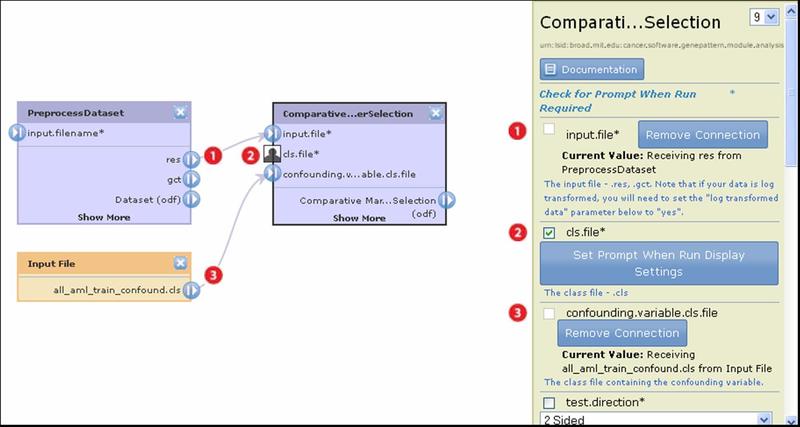 PreprocessDataset
input.filename*
res
gct
Dataset (odf)
Show More
Input File
all_aml_train_confound.cls
1
2
3
Comparative...erSelection
input.file*
cls.file*
confounding.v...able.cls.file
Comparative Mar...Selection
(odf)
Show More
Comparati...Selection
9
urn:lsid:broad.mit.edu:cancer.software.genepattern.module.analysis
Documentation
Check for Prompt When Run *
Required
1
input.file*
Remove Connection
Current Value: Receiving res from
PreprocessDataset
The input file - .res, .gct. Note that if your data is log
transformed, you will need to set the "log transformed
data" parameter below to "yes".
2
cls.file*
Set Prompt When Run Display
Settings
The class file - .cls
3
confounding.variable.cls.file
Remove Connection
Current Value: Receiving
all_aml_train_confound.cls from Input File
The class file containing the confounding variable.
test.direction*
2 Sided